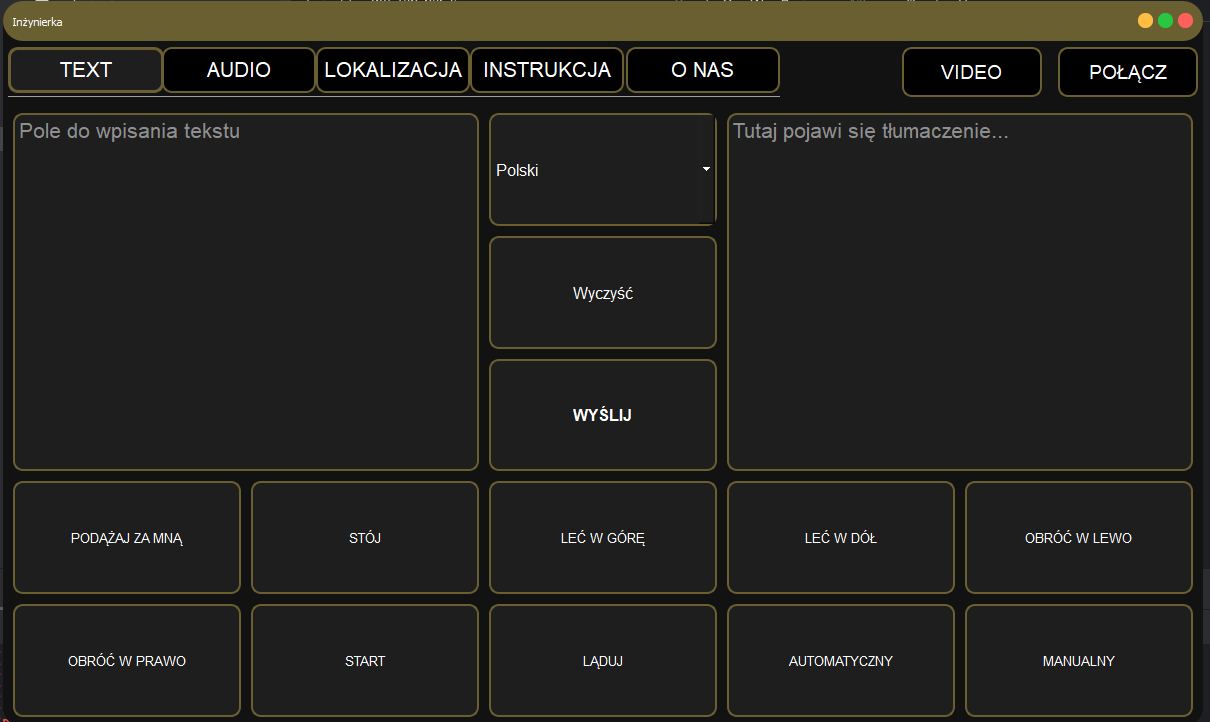 Inżynierka
TEXT
AUDIO
LOKALIZACJA
INSTRUKCJA
O NAS
VIDEO
POŁĄCZ
Pole do wpisania tekstu
Polski
Wyczyść
WYŚLIJ
Tutaj pojawi się tłumaczenie...
PODĄŻAJ ZA MNĄ
STÓJ
LEĆ W GÓRĘ
LEĆ W DÓŁ
OBRÓĆ W LEWO
OBRÓĆ W PRAWO
START
LĄDUJ
AUTOMATYCZNY
MANUALNY